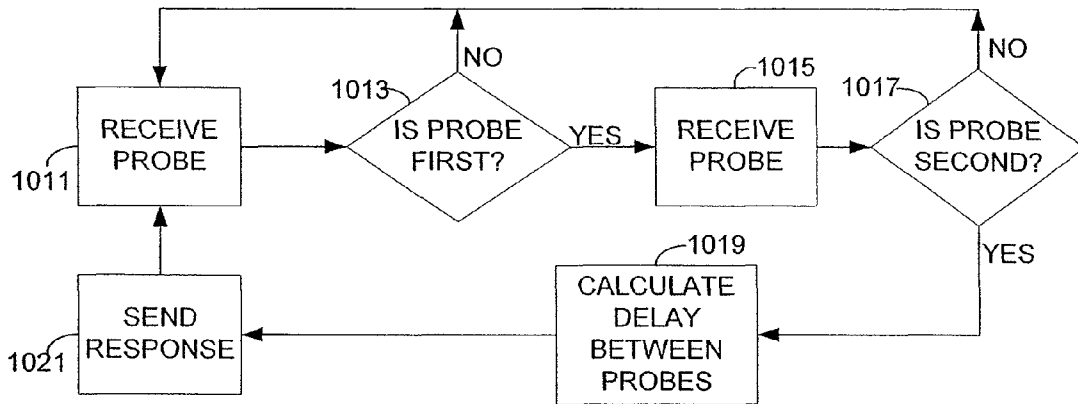 NO
NO
1013
1015
1017
RECEIVE
PROBE
IS PROBE
FIRST?
YES
RECEIVE
PROBE
IS PROBE
SECOND?
1011
YES
1019
SEND
RESPONSE
CALCULATE
DELAY
BETWEEN
PROBES
1021